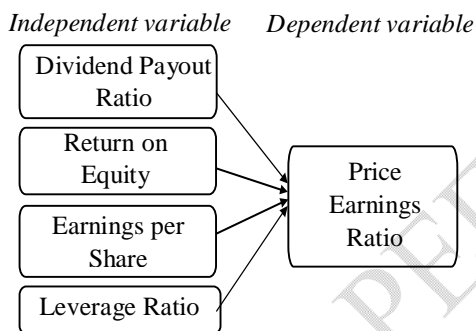 Independent variable Dependent variable
Dividend Payout
Ratio
Return on
Equity
Earnings per
Share
Leverage Ratio
Price
Earnings
Ratio